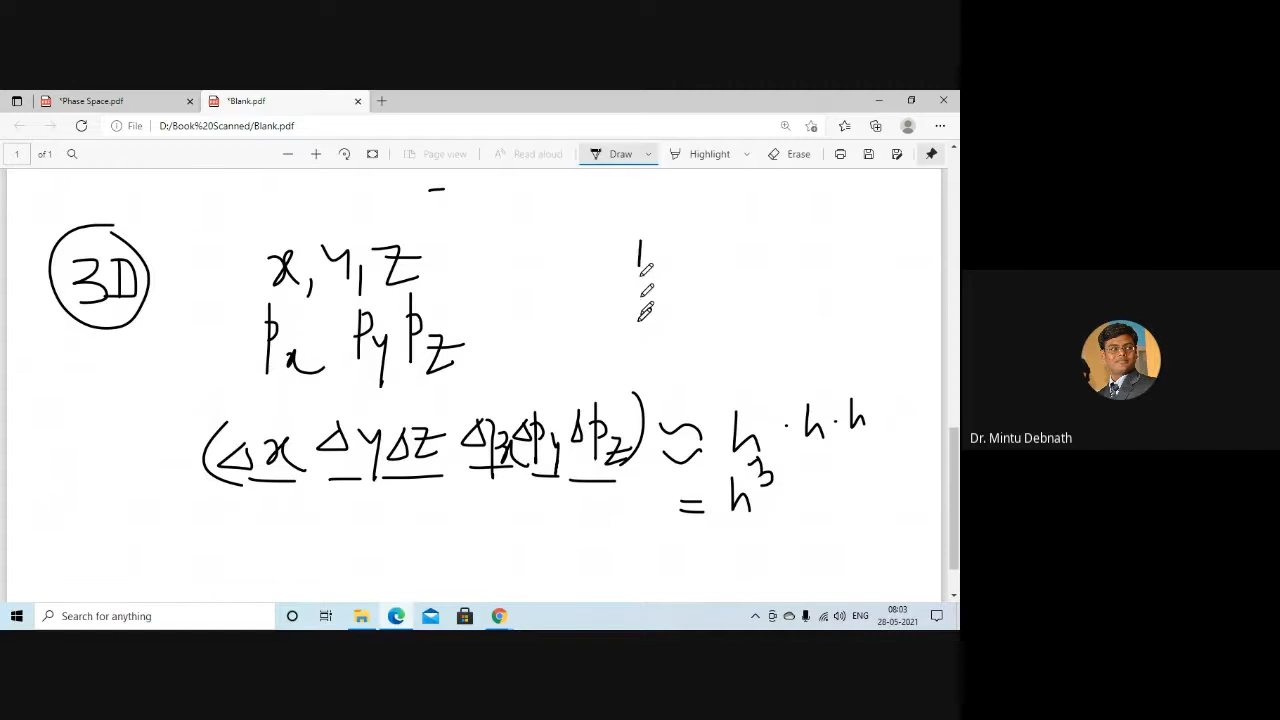 *Phase Space.pdf
*Blank.pdf
File D:/Book%20Scanned/Blank.pdf
1 of 1 Page view Read aloud Draw Highlight Erase
3D
x, y, z
px py pz
(Δx Δy Δz Δpx Δpy Δpz) ≈ h · h · h
= h³
Dr. Mintu Debnath
Search for anything
ENG
08:03
28-05-2021